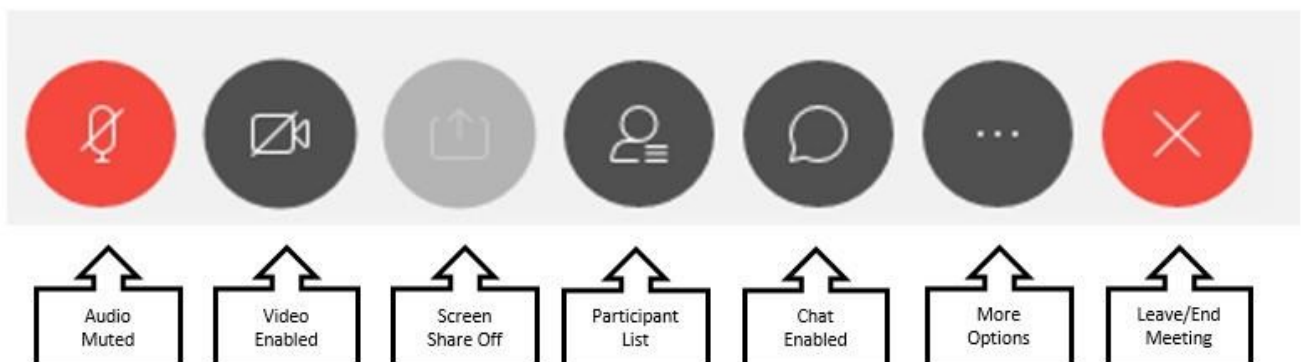 Audio
Muted
Video
Enabled
Screen
Share Off
Participant
List
Chat
Enabled
More
Options
Leave/End
Meeting